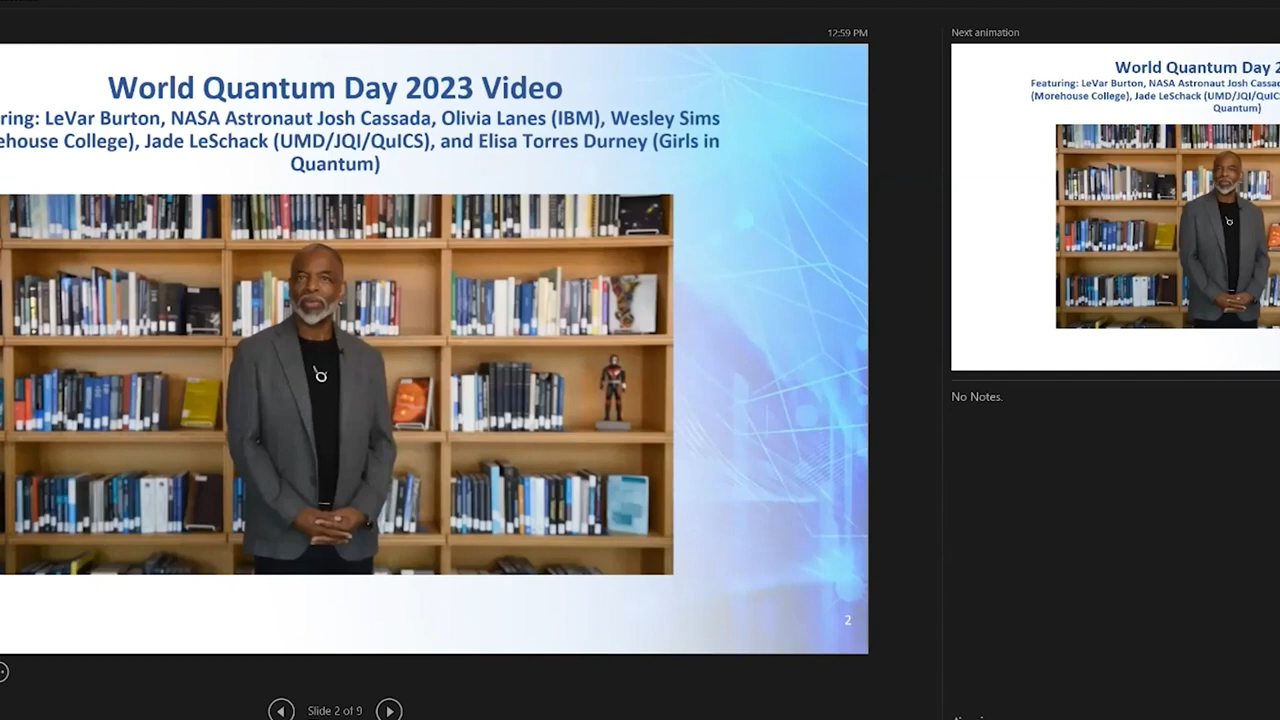 12:59 PM
Next animation
World Quantum Day 2023 Video
ring: LeVar Burton, NASA Astronaut Josh Cassada, Olivia Lanes (IBM), Wesley Sims
ehouse College), Jade LeSchack (UMD/JQI/QuICS), and Elisa Torres Durney (Girls in
Quantum)
2
Slide 2 of 9
World Quantum Day 2
Featuring: LeVar Burton, NASA Astronaut Josh Cassad
(Morehouse College), Jade LeSchack (UMD/JQI/QuIC
Quantum)
No Notes.